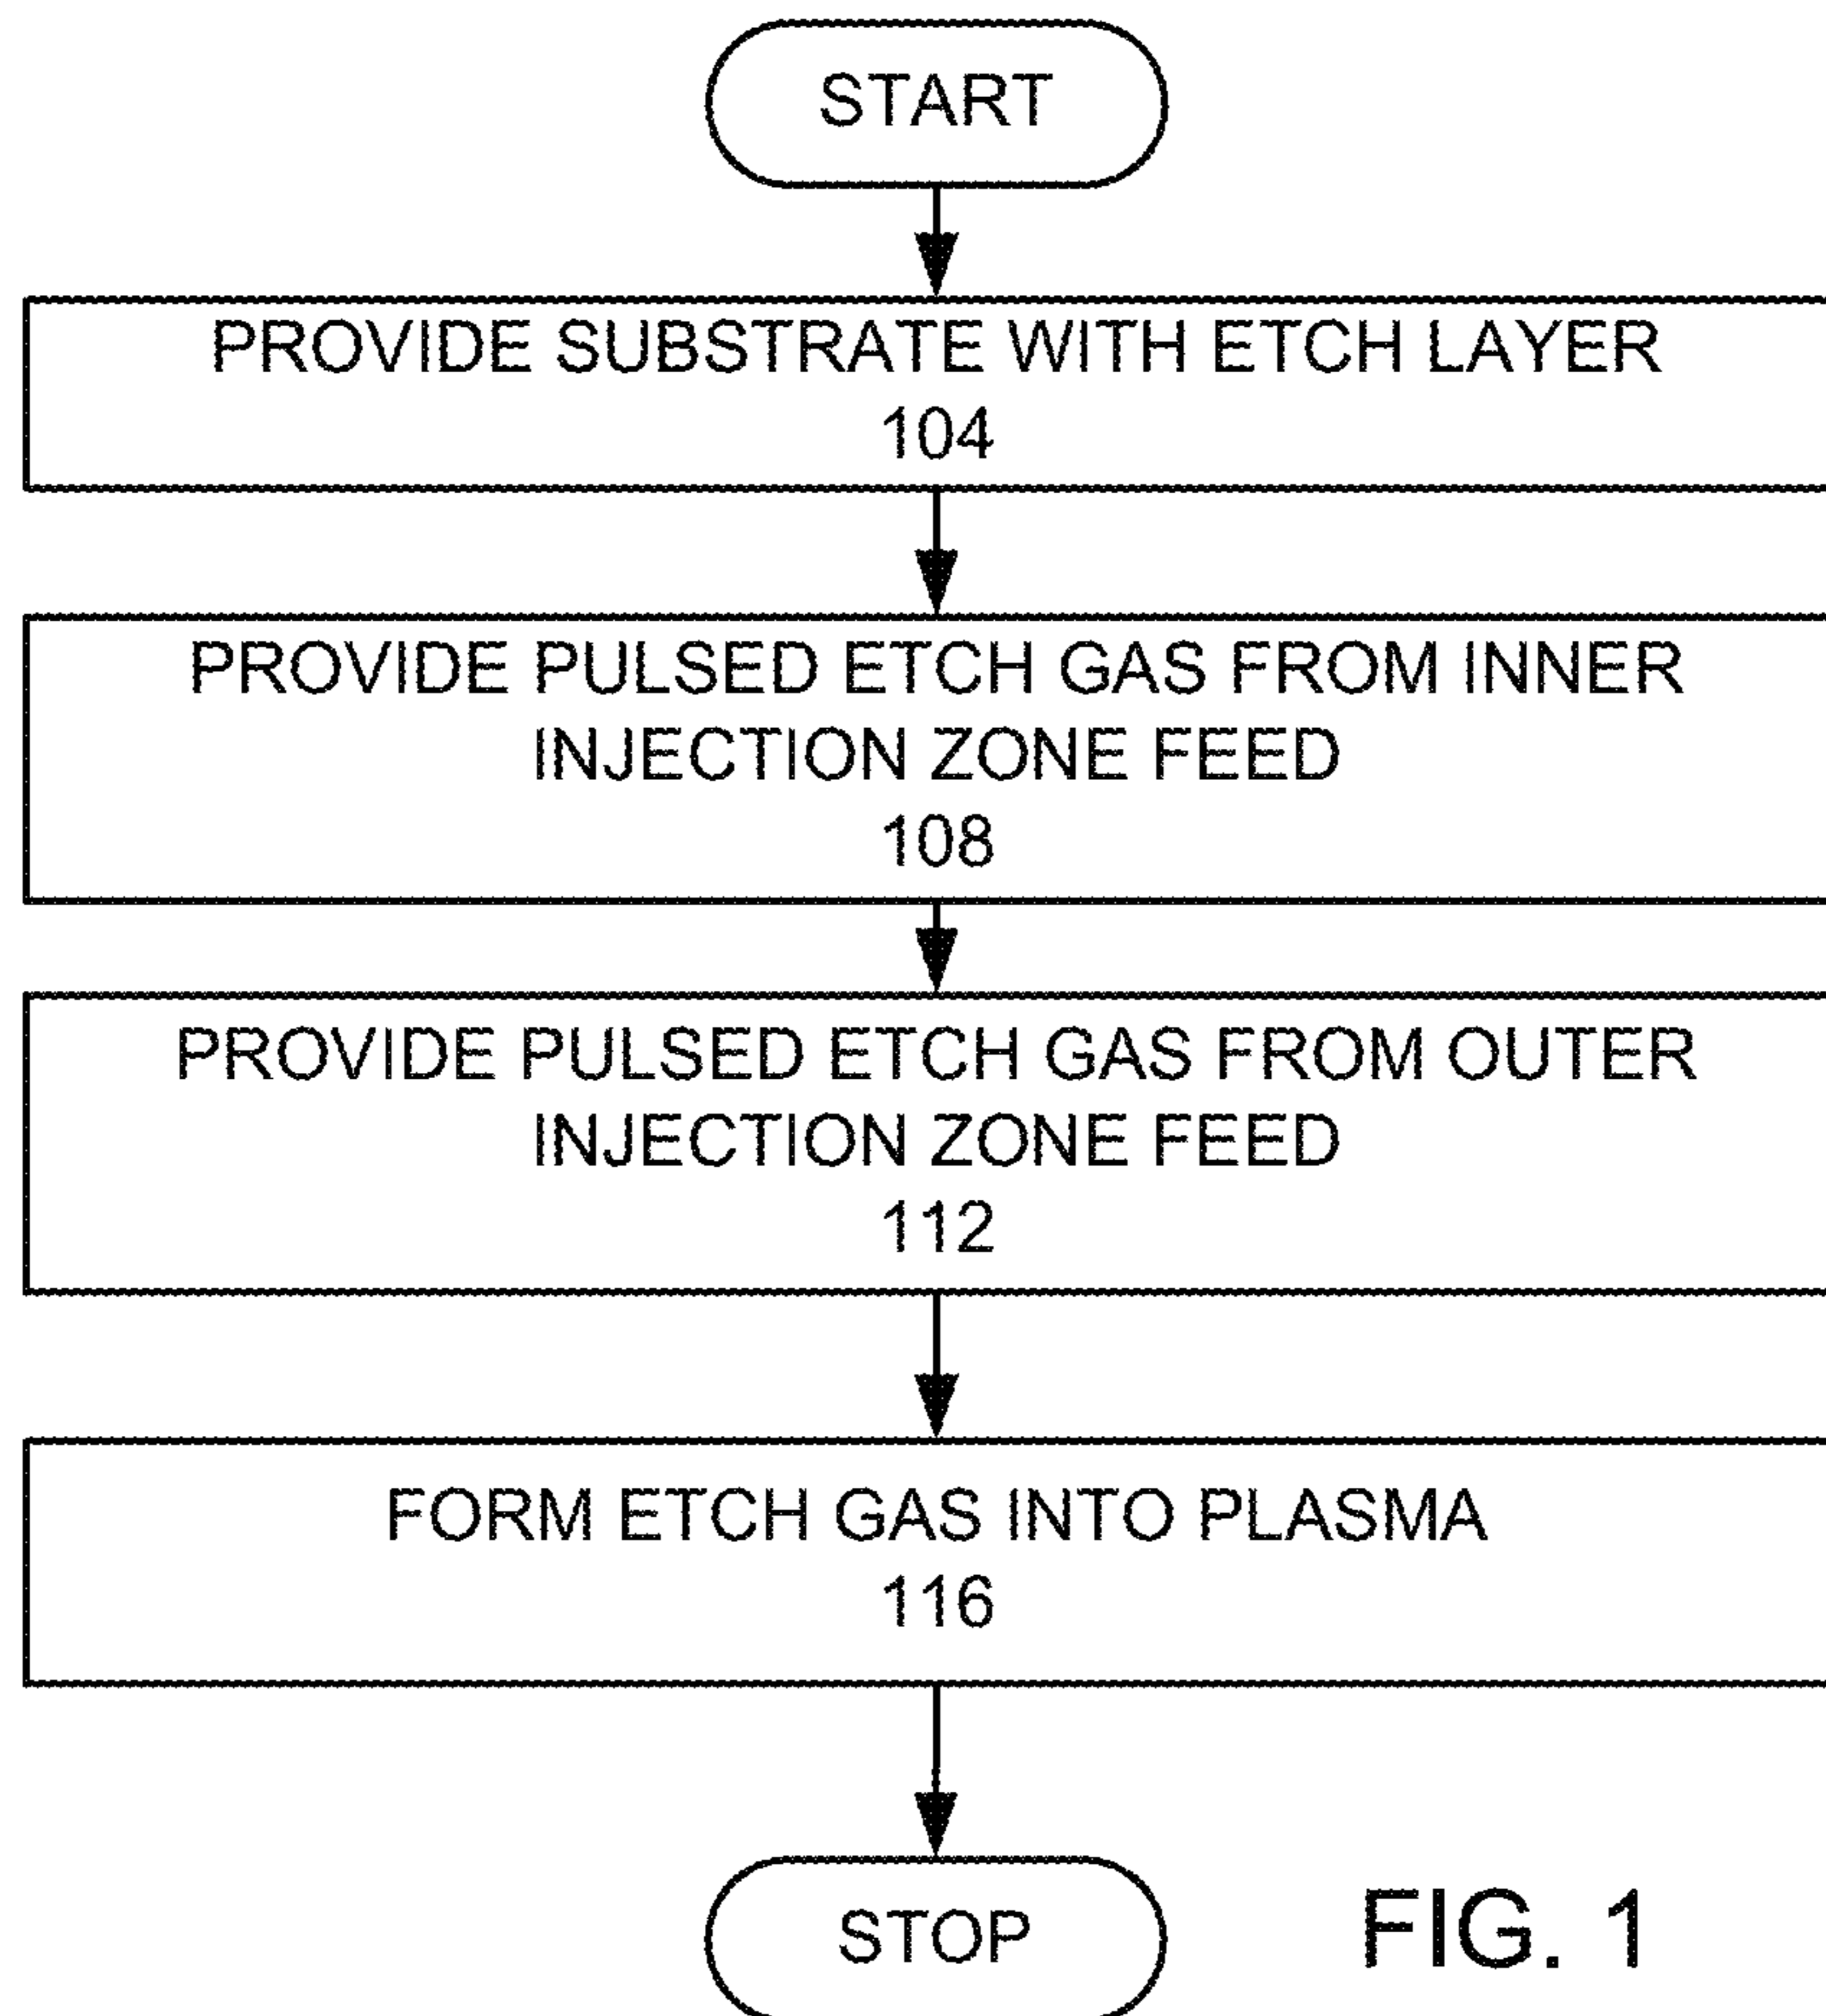 START
PROVIDE SUBSTRATE WITH ETCH LAYER
104
PROVIDE PULSED ETCH GAS FROM INNER
INJECTION ZONE FEED
108
PROVIDE PULSED ETCH GAS FROM OUTER
INJECTION ZONE FEED
112
FORM ETCH GAS INTO PLASMA
116
STOP
FIG. 1